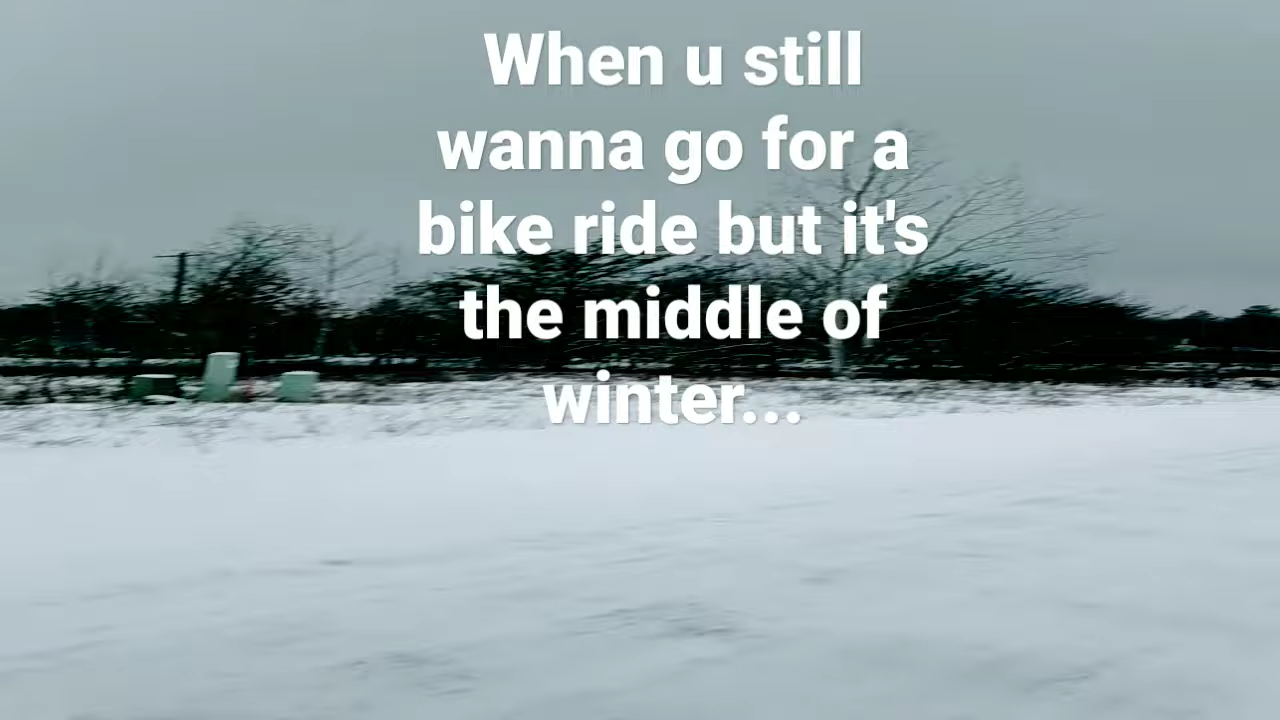 When u still
wanna go for a
bike ride but it's
the middle of
winter...